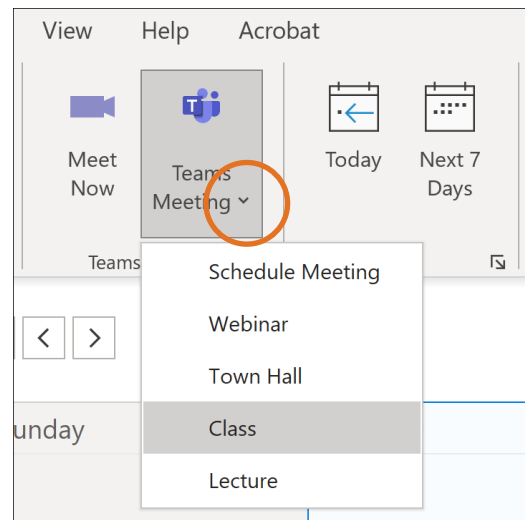 View Help Acrobat
Meet
Now
T
Teams
Meeting
Today
Next 7
Days
Teams
Schedule Meeting
Webinar
Town Hall
Class
Lecture
unday